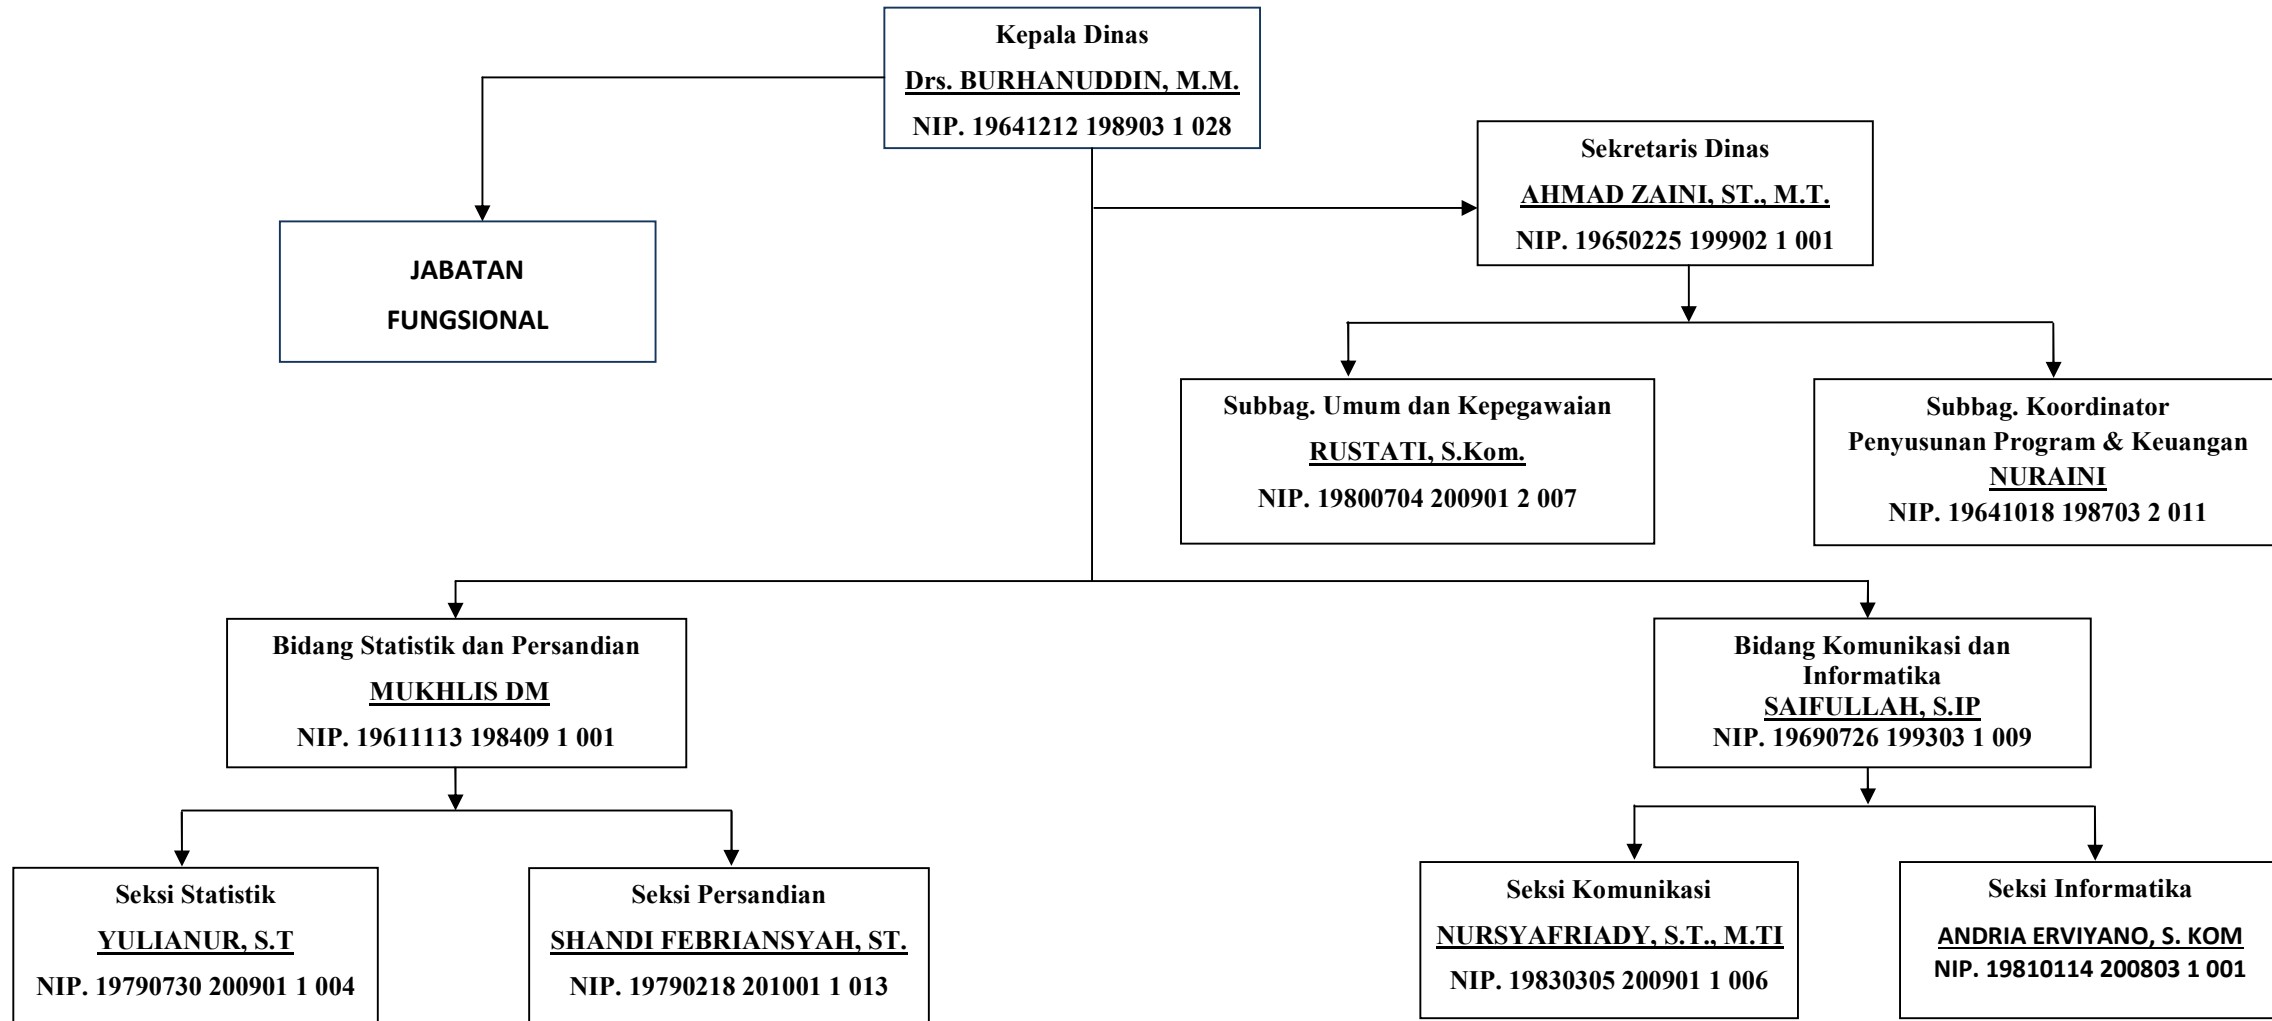 Kepala Dinas
Drs. BURHANUDDIN, M.M.
NIP. 19641212 198903 1 028
Sekretaris Dinas
AHMAD ZAINI, ST., M.T.
NIP. 19650225 199902 1 001
JABATAN
FUNGSIONAL
Subbag. Umum dan Kepegawaian
RUSTATI, S.Kom.
NIP. 19800704 200901 2 007
Subbag. Koordinator
Penyusunan Program & Keuangan
NURAINI
NIP. 19641018 198703 2 011
Bidang Statistik dan Persandian
MUKHLIS DM
NIP. 19611113 198409 1 001
Bidang Komunikasi dan
Informatika
SAIFULLAH, S.IP
NIP. 19690726 199303 1 009
Seksi Statistik
YULIANUR, S.T
NIP. 19790730 200901 1 004
Seksi Persandian
SHANDI FEBRIANSYAH, ST.
NIP. 19790218 201001 1 013
Seksi Komunikasi
NURSYAFRIADY, S.T., M.TI
NIP. 19830305 200901 1 006
Seksi Informatika
ANDRIA ERVIYANO, S. KOM
NIP. 19810114 200803 1 001